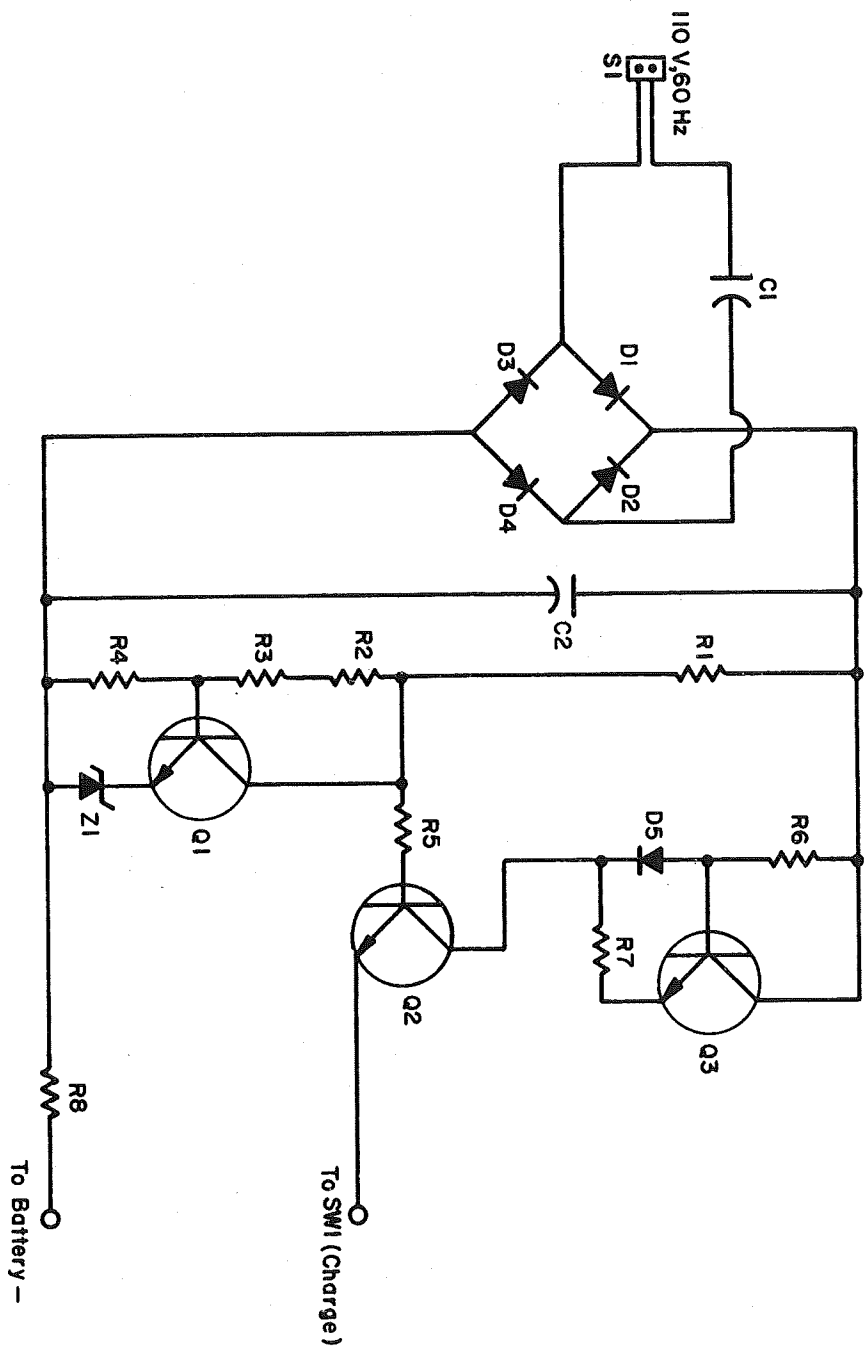 110 V,60 Hz
S1
C1
D1
D3
D2
D4
C2
R1
R2
R3
R4
Q1
Z1
R5
R6
D5
R7
Q2
Q3
R8
To SW1 (Charge)
To Battery –